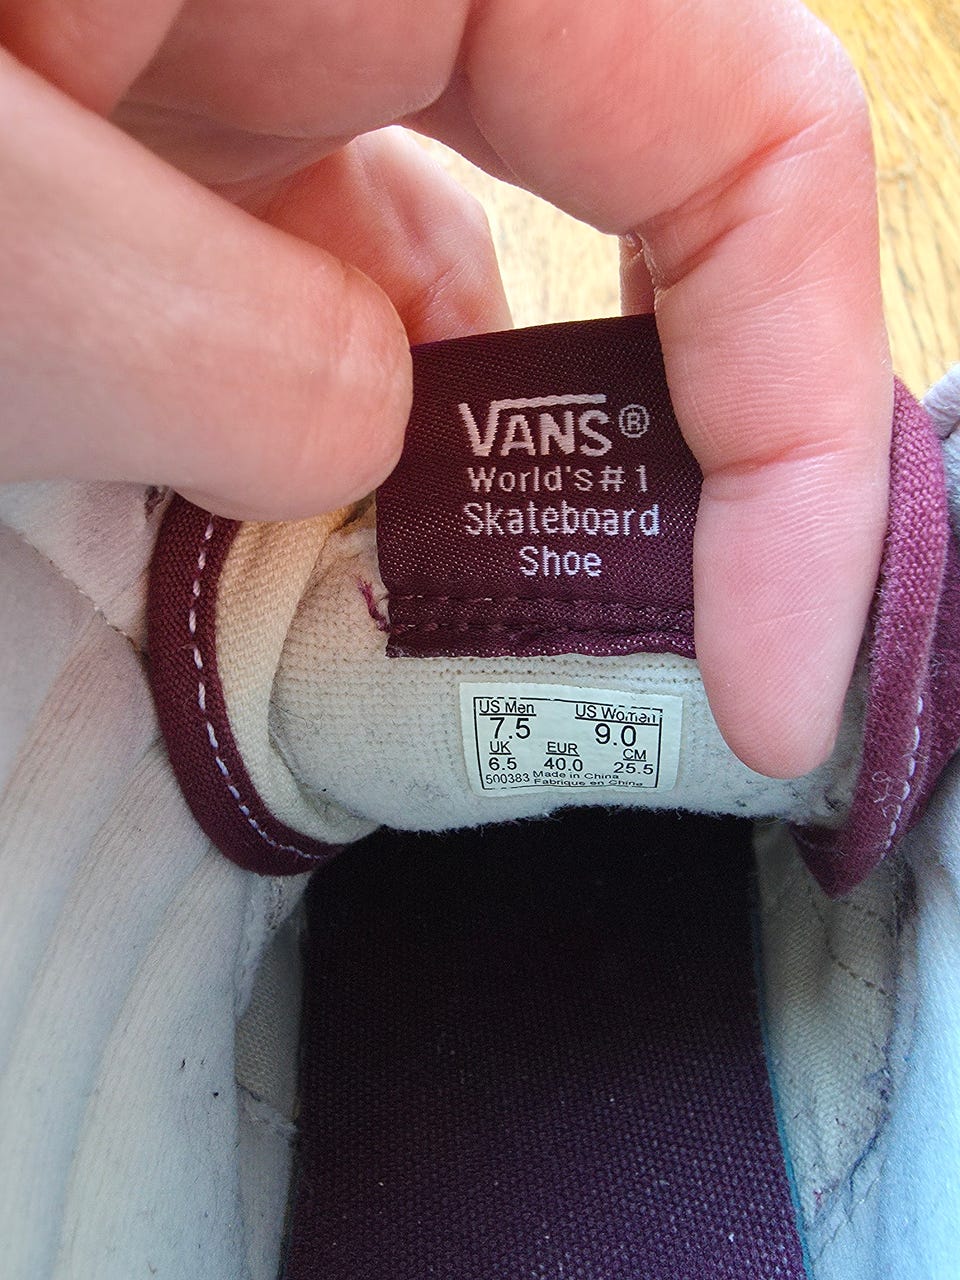 VANS®
World's #1
Skateboard
Shoe
US Men US Women
7.5 9.0
UK EUR CM
6.5 40.0 25.5
500383 Made in China
Fabriqué en Chine